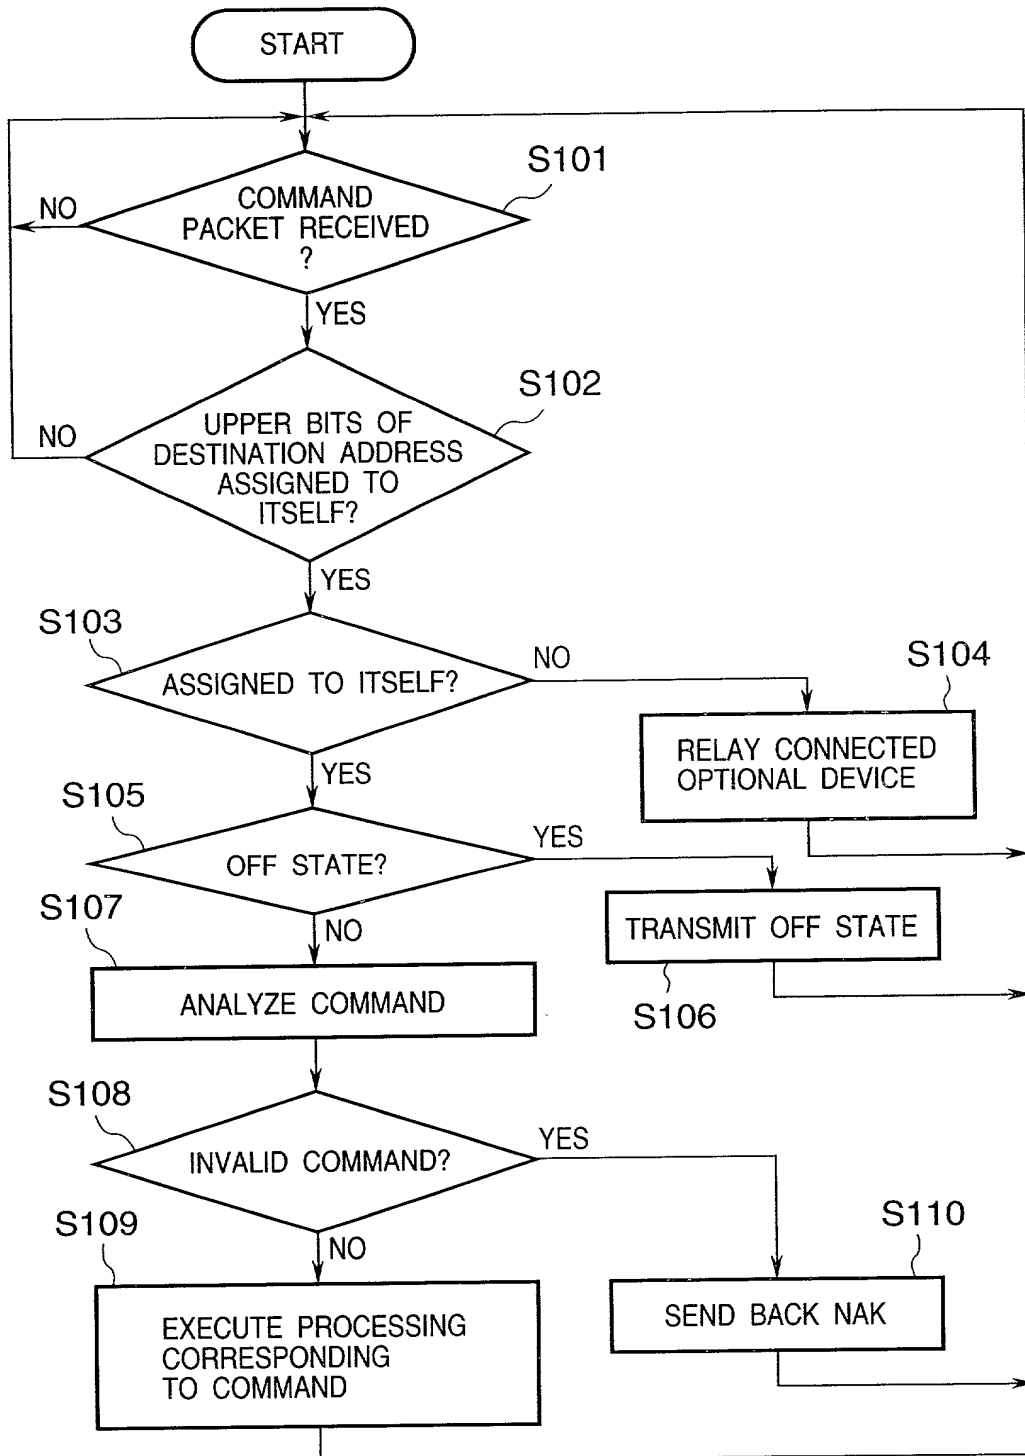 START
S101
COMMAND
PACKET RECEIVED
?
NO
YES
S102
UPPER BITS OF
DESTINATION ADDRESS
ASSIGNED TO
ITSELF?
NO
YES
S103
ASSIGNED TO ITSELF?
NO
S104
RELAY CONNECTED
OPTIONAL DEVICE
YES
S105
OFF STATE?
YES
TRANSMIT OFF STATE
S106
NO
S107
ANALYZE COMMAND
S108
INVALID COMMAND?
YES
S110
SEND BACK NAK
NO
S109
EXECUTE PROCESSING
CORRESPONDING
TO COMMAND